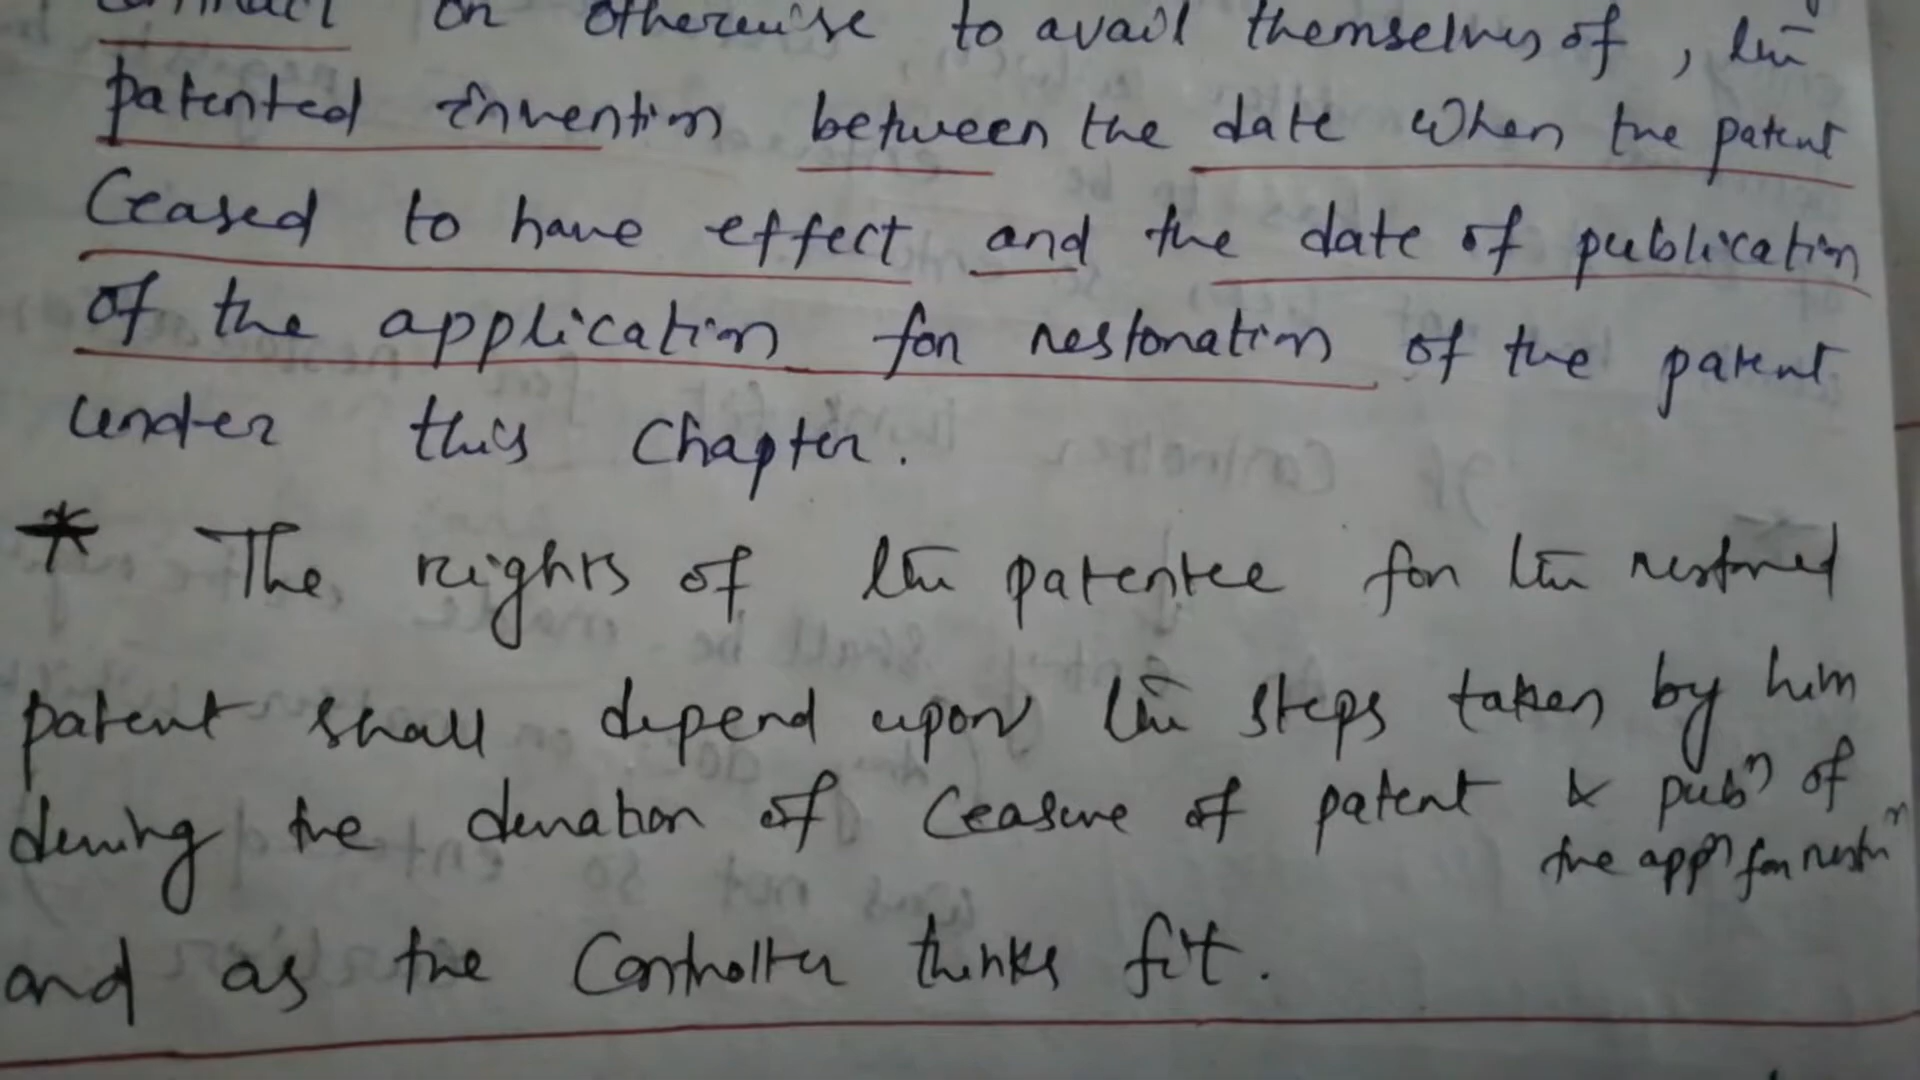 contract or otherwise to avail themselves of, the
patented invention between the date when the patent
Ceased to have effect and the date of publication
of the application for restoration of the patent
under this Chapter.
* The rights of the patentee for the restored
patent shall depend upon the steps taken by him
during the duration of Ceasure of patent & pubⁿ of
the appⁿ for restⁿ
and as the Controller thinks fit.